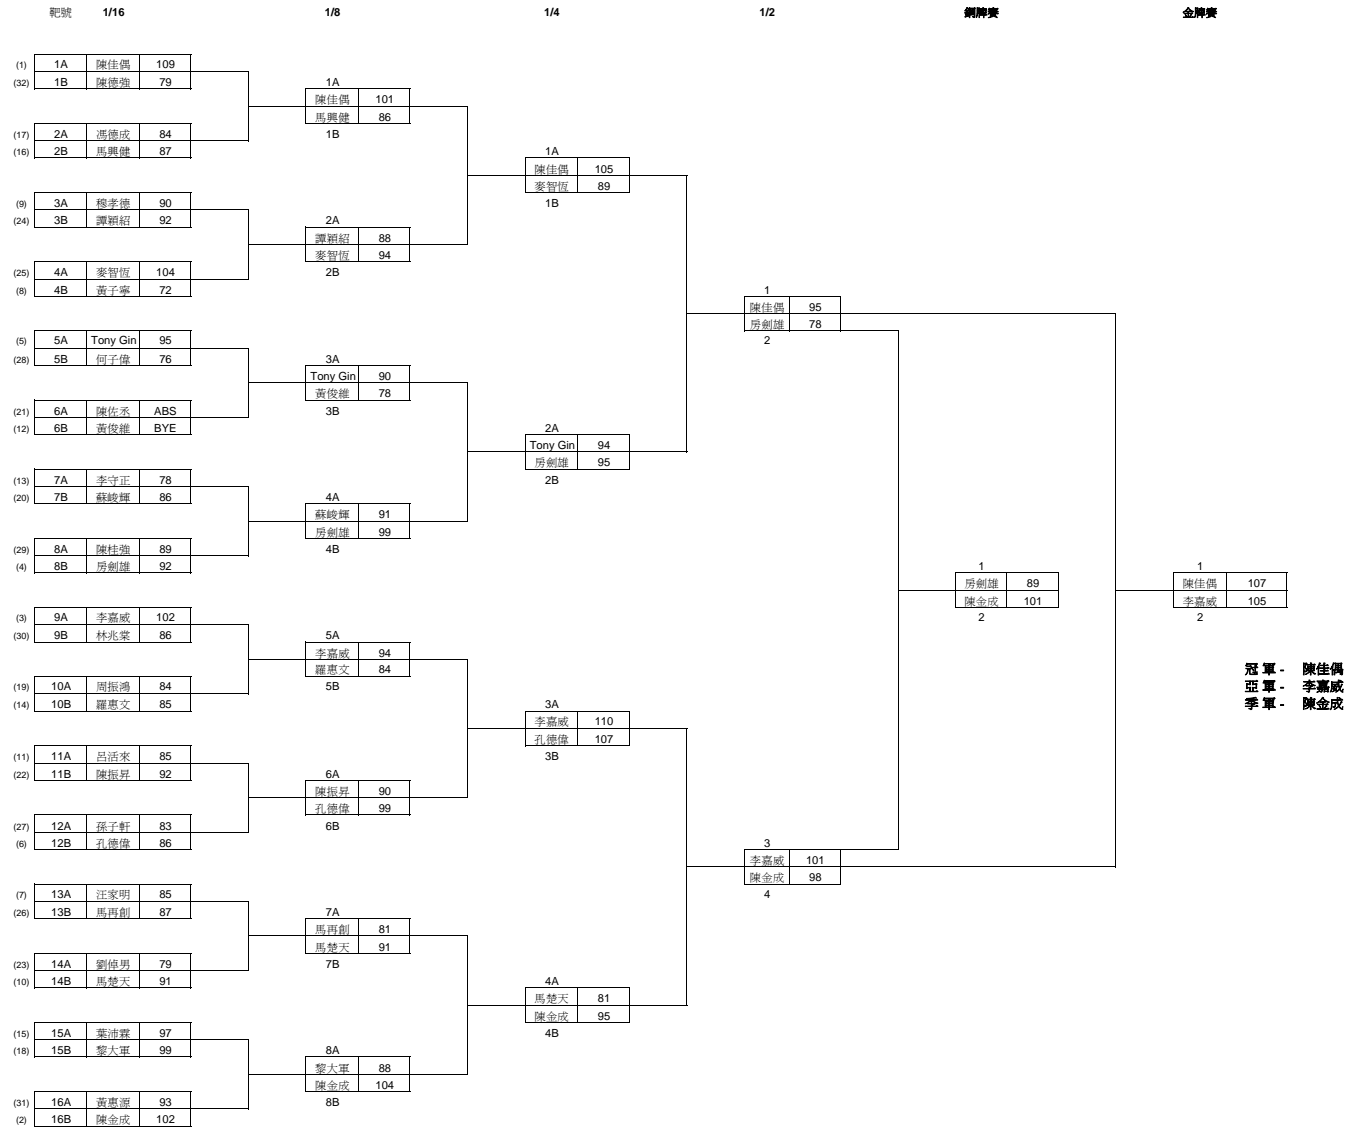 靶號 1/16 1/8 1/4 1/2 銅牌賽 金牌賽
(1) 1A 陳佳偶 109
(32) 1B 陳德強 79
1A
陳佳偶 101
馬興健 86
1B
(17) 2A 馮德成 84
(16) 2B 馬興健 87
1A
陳佳偶 105
麥智恆 89
1B
(9) 3A 穆孝德 90
(24) 3B 譚穎紹 92
2A
譚穎紹 88
麥智恆 94
2B
(25) 4A 麥智恆 104
(8) 4B 黃子寧 72
1
陳佳偶 95
房劍雄 78
2
(5) 5A Tony Gin 95
(28) 5B 何子偉 76
3A
Tony Gin 90
黃俊維 78
3B
(21) 6A 陳佐丞 ABS
(12) 6B 黃俊維 BYE
2A
Tony Gin 94
房劍雄 95
2B
(13) 7A 李守正 78
(20) 7B 蘇峻輝 86
4A
蘇峻輝 91
房劍雄 99
4B
(29) 8A 陳桂強 89
(4) 8B 房劍雄 92
1
房劍雄 89
陳金成 101
2
1
陳佳偶 107
李嘉威 105
2
(3) 9A 李嘉威 102
(30) 9B 林兆棠 86
5A
李嘉威 94
羅惠文 84
5B
冠 軍 - 陳佳偶
亞 軍 - 李嘉威
季 軍 - 陳金成
(19) 10A 周振鴻 84
(14) 10B 羅惠文 85
3A
李嘉威 110
孔德偉 107
3B
(11) 11A 呂活來 85
(22) 11B 陳振昇 92
6A
陳振昇 90
孔德偉 99
6B
(27) 12A 孫子軒 83
(6) 12B 孔德偉 86
3
李嘉威 101
陳金成 98
4
(7) 13A 汪家明 85
(26) 13B 馬再創 87
7A
馬再創 81
馬楚天 91
7B
(23) 14A 劉倬男 79
(10) 14B 馬楚天 91
4A
馬楚天 81
陳金成 95
4B
(15) 15A 葉沛霖 97
(18) 15B 黎大軍 99
8A
黎大軍 88
陳金成 104
8B
(31) 16A 黃惠源 93
(2) 16B 陳金成 102